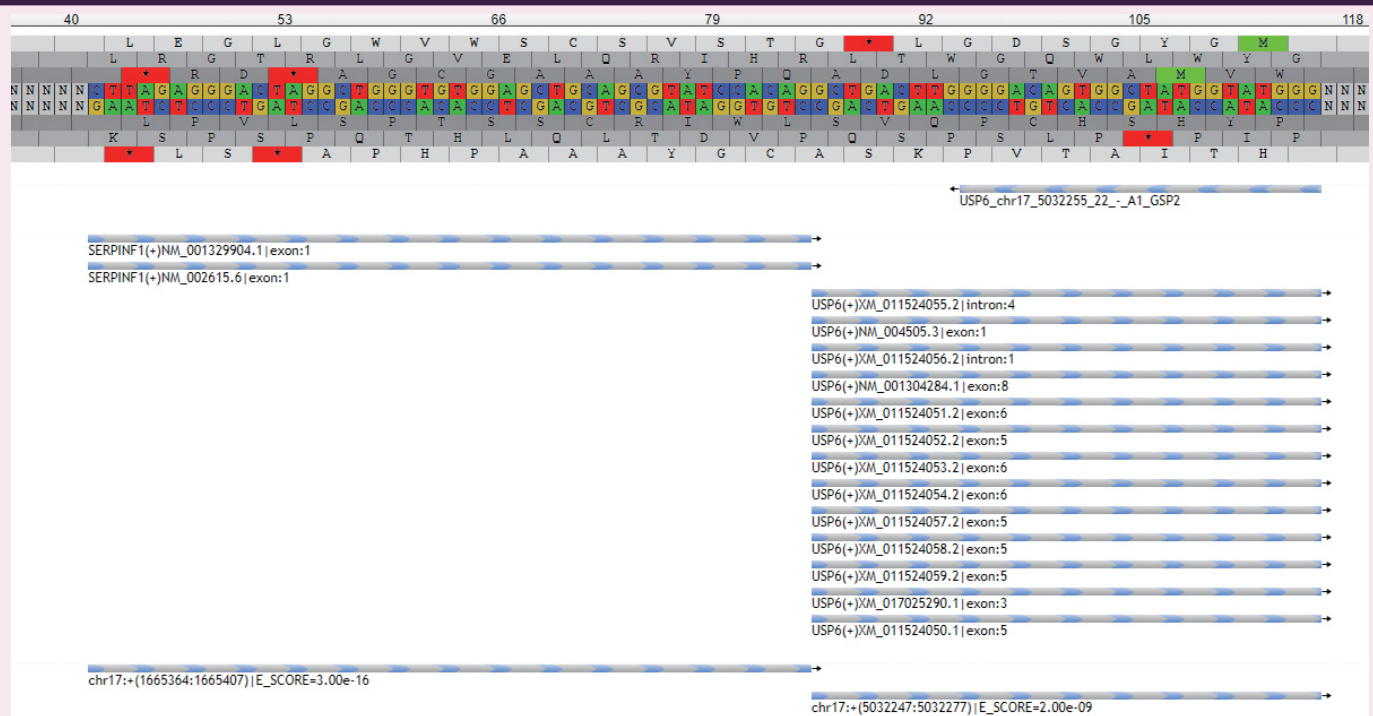 40 53 66 79 92 105 118
L E G L G W V W S C S V S T G * L G D S G Y G M
L R G T R L G V E L Q R I H R L T W G Q W L W Y G
* R D * A G C G A A A Y P Q A D L G T V A M V W
NNNNNCTTAGAGGGACTAGGCTGGGTGTGGAGCTGCAGCGTATCCACAGGCTGACTTGGGGACAGTGGCTATGGTATGGGNNN
NNNNNGAATCTCCCTGATCCGACCCACACCTCGACGTCGCATAGGTGTCCGACTGAACCCCTGTCACCGATACCATACCCNNN
L P V L S P T S S C R I W L S V Q P C H S H Y P
K S P S P Q T H L Q L T D V P Q S P S L P * P I P
* L S * A P H P A A A Y G C A S K P V T A I T H
USP6_chr17_5032255_22_-_A1_GSP2
SERPINF1(+)NM_001329904.1|exon:1
SERPINF1(+)NM_002615.6|exon:1
USP6(+)XM_011524055.2|intron:4
USP6(+)NM_004505.3|exon:1
USP6(+)XM_011524056.2|intron:1
USP6(+)NM_001304284.1|exon:8
USP6(+)XM_011524051.2|exon:6
USP6(+)XM_011524052.2|exon:5
USP6(+)XM_011524053.2|exon:6
USP6(+)XM_011524054.2|exon:6
USP6(+)XM_011524057.2|exon:5
USP6(+)XM_011524058.2|exon:5
USP6(+)XM_011524059.2|exon:5
USP6(+)XM_017025290.1|exon:3
USP6(+)XM_011524050.1|exon:5
chr17:+(1665364:1665407)|E_SCORE=3.00e-16
chr17:+(5032247:5032277)|E_SCORE=2.00e-09